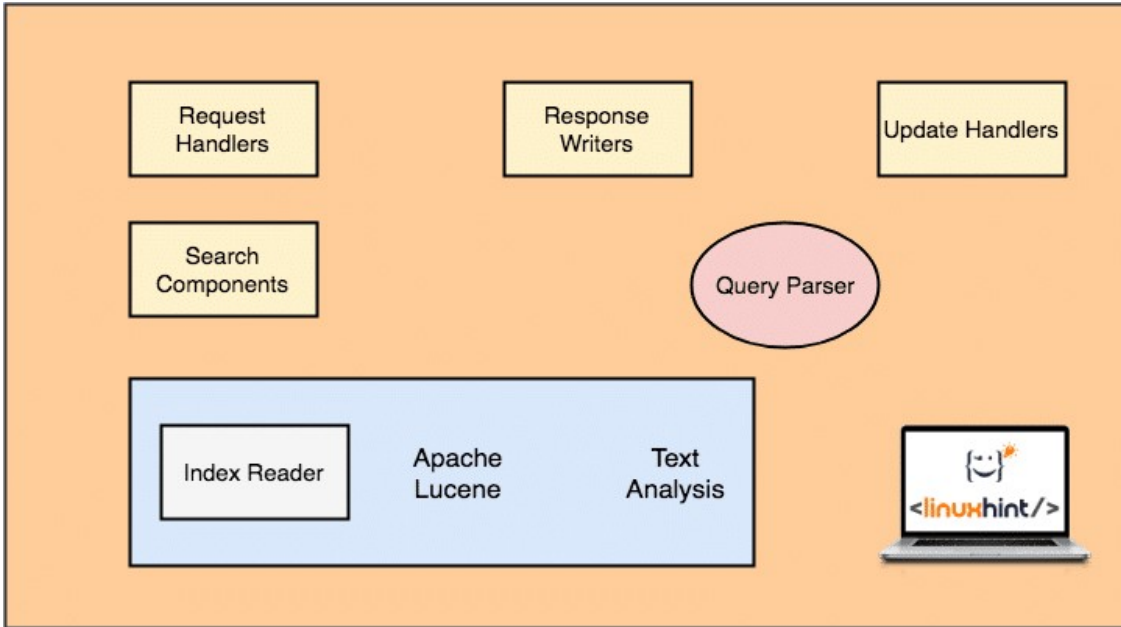 Request
Handlers
Response
Writers
Update Handlers
Search
Components
Query Parser
Index Reader
Apache
Lucene
Text
Analysis
<linuxhint/>